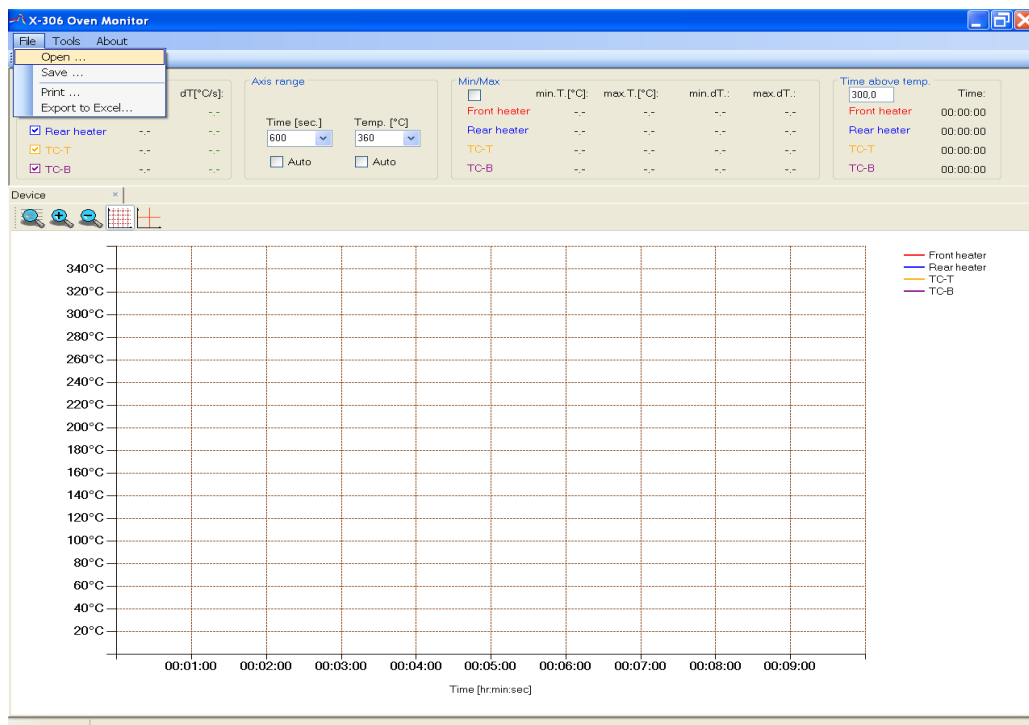 X-306 Oven Monitor
File Tools About
Open ...
Save ...
Print ...
Export to Excel...
dT[°C/s]:
-.-
Rear heater -.- -.-
TC-T -.- -.-
TC-B -.- -.-
Axis range
Time [sec.] Temp. [°C]
600 360
Auto Auto
Min/Max
min.T.[°C]: max.T.[°C]: min.dT.: max.dT.:
Front heater -.- -.- -.- -.-
Rear heater -.- -.- -.- -.-
TC-T -.- -.- -.- -.-
TC-B -.- -.- -.- -.-
Time above temp.
300,0 Time:
Front heater 00:00:00
Rear heater 00:00:00
TC-T 00:00:00
TC-B 00:00:00
Device ×
Front heater
Rear heater
TC-T
TC-B
340°C
320°C
300°C
280°C
260°C
240°C
220°C
200°C
180°C
160°C
140°C
120°C
100°C
80°C
60°C
40°C
20°C
00:01:00 00:02:00 00:03:00 00:04:00 00:05:00 00:06:00 00:07:00 00:08:00 00:09:00
Time [hr:min:sec]